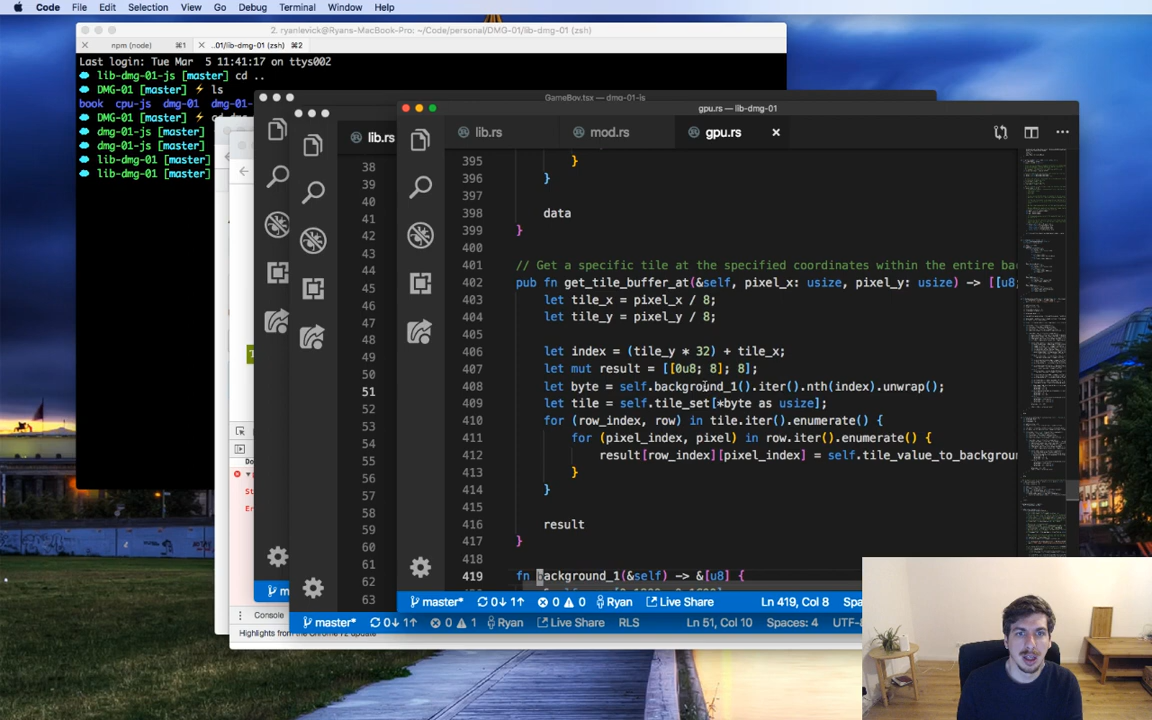 Code File Edit Selection View Go Debug Terminal Window Help
2. ryanlevick@Ryans-MacBook-Pro: ~/Code/personal/DMG-01/lib-dmg-01 (zsh)
npm (node) ⌘1 ..01/lib-dmg-01 (zsh) ⌘2
Last login: Tue Mar  5 11:41:17 on ttys002
lib-dmg-01-js [master] cd ..
DMG-01 [master] ⚡ ls
book cpu-js dmg-01 dmg-01-
DMG-01 [master] ⚡
dmg-01-js [master]
dmg-01-js [master]
lib-dmg-01 [master]
lib-dmg-01 [master]
GameBoy.tsx — dmg-01-js
lib.rs
38
39
40
41
42
43
44
45
46
47
48
49
50
51
52
53
54
55
56
57
58
59
60
61
62
63
gpu.rs — lib-dmg-01
lib.rs mod.rs gpu.rs
395 }
396 }
397
398 data
399 }
400
401 // Get a specific tile at the specified coordinates within the entire
402 pub fn get_tile_buffer_at(&self, pixel_x: usize, pixel_y: usize) -> [[u8;
403 let tile_x = pixel_x / 8;
404 let tile_y = pixel_y / 8;
405
406 let index = (tile_y * 32) + tile_x;
407 let mut result = [[0u8; 8]; 8];
408 let byte = self.background_1().iter().nth(index).unwrap();
409 let tile = self.tile_set[*byte as usize];
410 for (row_index, row) in tile.iter().enumerate() {
411 for (pixel_index, pixel) in row.iter().enumerate() {
412 result[row_index][pixel_index] = self.tile_value_to_backgroun
413 }
414 }
415
416 result
417 }
418
419 fn background_1(&self) -> &[u8] {
master* 0↓ 1↑ 0 0 Ryan Live Share Ln 419, Col 8 Spa
master* 0↓ 1↑ 0 1 Ryan Live Share RLS Ln 51, Col 10 Spaces: 4 UTF-
Console
Highlights from the Chrome 72 update